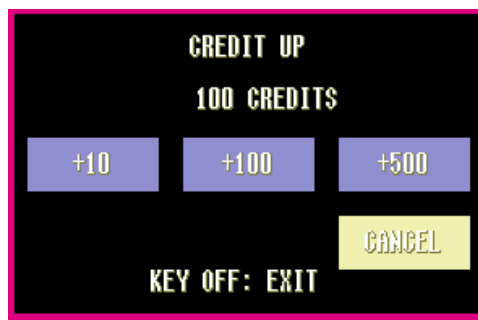 CREDIT UP
100 CREDITS
+10 +100 +500
CANCEL
KEY OFF: EXIT